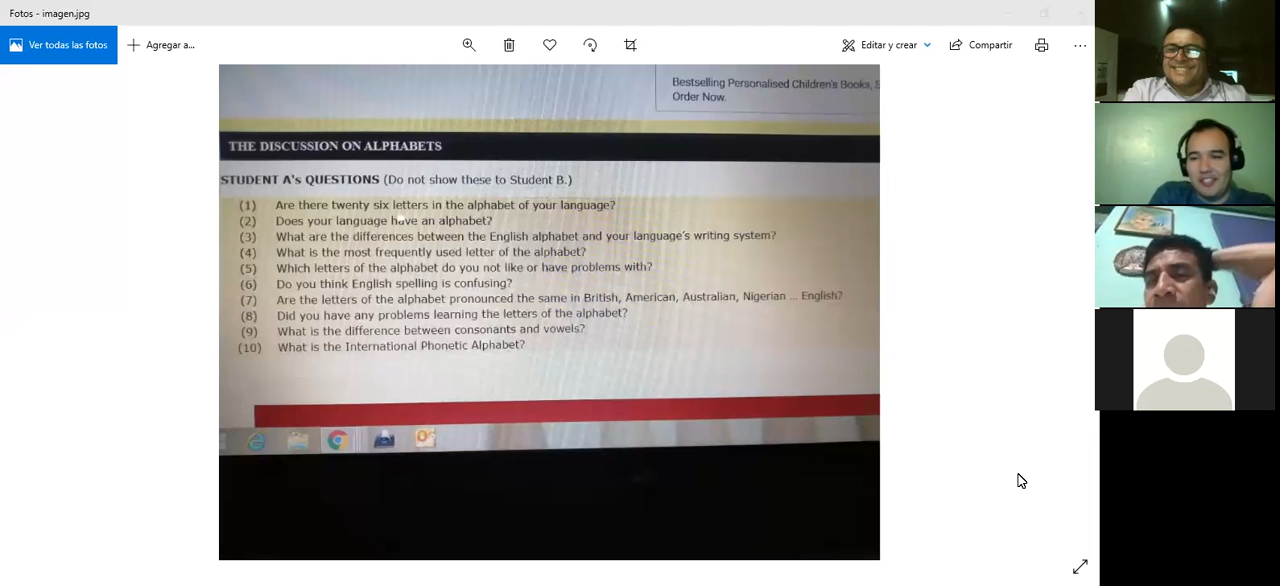 Fotos - imagen.jpg
Ver todas las fotos
Agregar a...
Editar y crear
Compartir
Bestselling Personalised Children's Books, S
Order Now.
THE DISCUSSION ON ALPHABETS
STUDENT A's QUESTIONS (Do not show these to Student B.)
(1) Are there twenty six letters in the alphabet of your language?
(2) Does your language have an alphabet?
(3) What are the differences between the English alphabet and your language's writing system?
(4) What is the most frequently used letter of the alphabet?
(5) Which letters of the alphabet do you not like or have problems with?
(6) Do you think English spelling is confusing?
(7) Are the letters of the alphabet pronounced the same in British, American, Australian, Nigerian ... English?
(8) Did you have any problems learning the letters of the alphabet?
(9) What is the difference between consonants and vowels?
(10) What is the International Phonetic Alphabet?